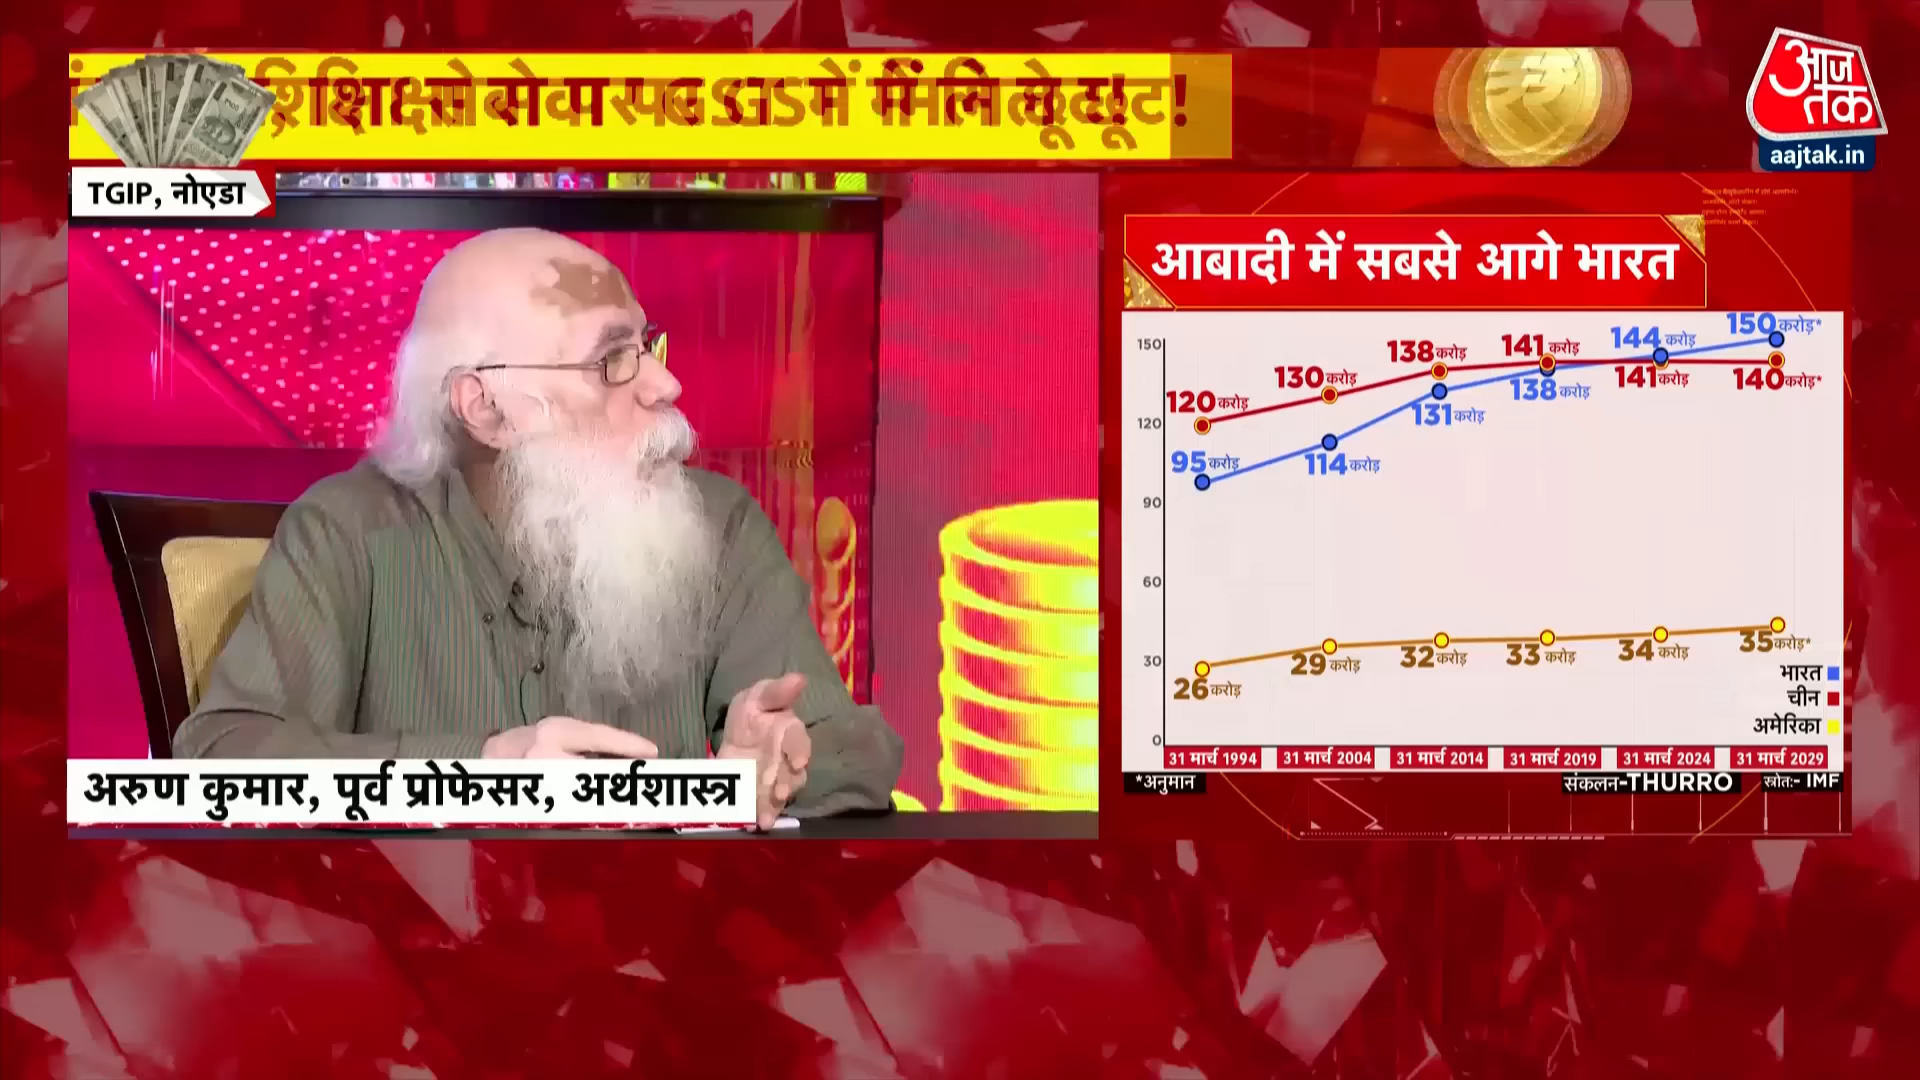 आज तक
aajtak.in
TGIP, नोएडा
आबादी में सबसे आगे भारत
150
120
90
60
30
0
120 करोड़
130 करोड़
138 करोड़
141 करोड़
141 करोड़
140 करोड़*
95 करोड़
114 करोड़
131 करोड़
138 करोड़
144 करोड़
150 करोड़*
26 करोड़
29 करोड़
32 करोड़
33 करोड़
34 करोड़
35 करोड़*
भारत
चीन
अमेरिका
31 मार्च 1994
31 मार्च 2004
31 मार्च 2014
31 मार्च 2019
31 मार्च 2024
31 मार्च 2029
*अनुमान
संकलन-THURRO
स्रोतः- IMF
अरुण कुमार, पूर्व प्रोफेसर, अर्थशास्त्र